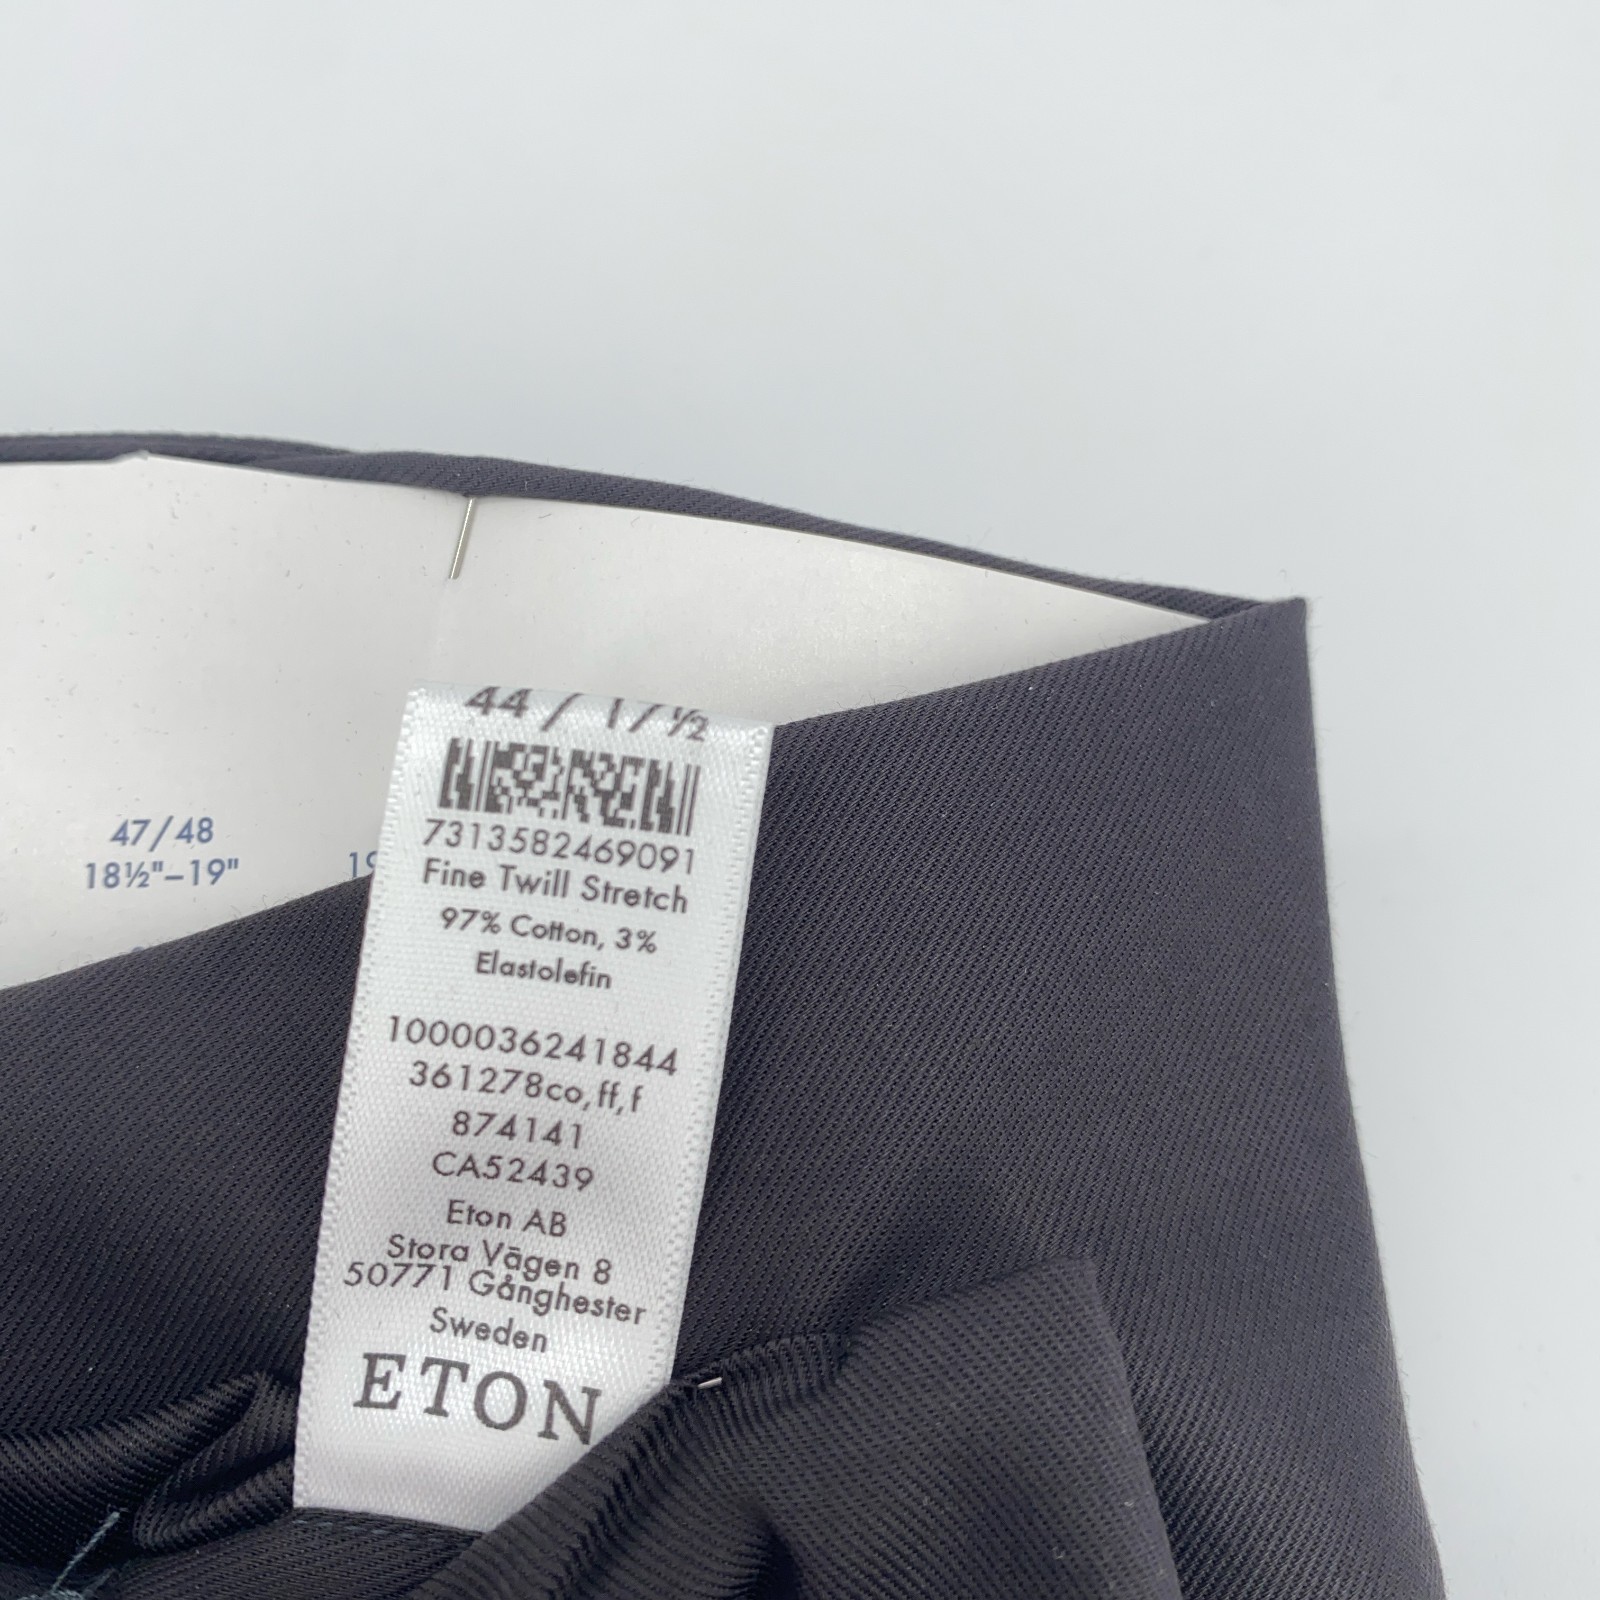 44 / 17½
7313582469091
Fine Twill Stretch
97% Cotton, 3%
Elastolefin
1000036241844
361278co,ff,f
874141
CA52439
Eton AB
Stora Vägen 8
50771 Gånghester
Sweden
ETON
47/48
18½"–19"